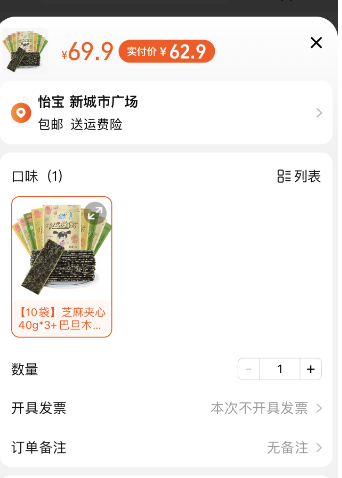 ¥69.9 实付价 ¥ 62.9
怡宝 新城市广场
包邮 送运费险
口味（1） 列表
【10袋】芝麻夹心
40g*3+巴旦木...
数量 - 1 +
开具发票 本次不开具发票
订单备注 无备注